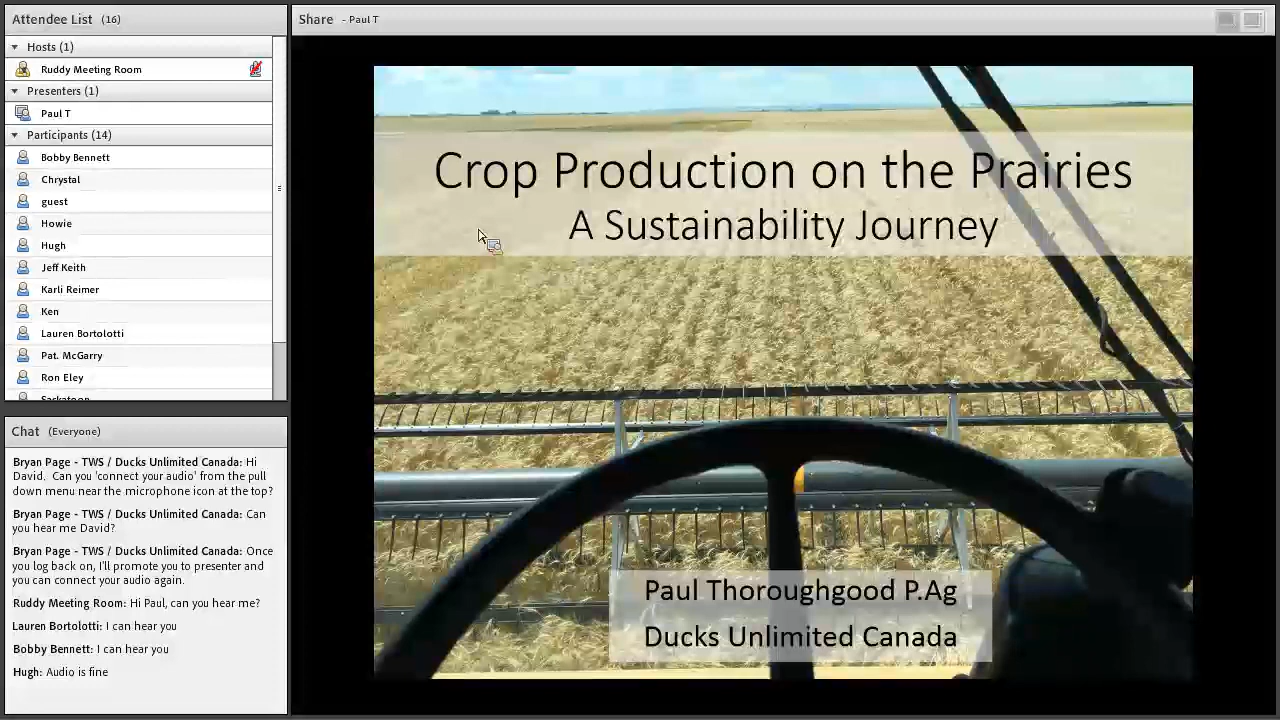 Attendee List (16)
Hosts (1)
Ruddy Meeting Room
Presenters (1)
Paul T
Participants (14)
Bobby Bennett
Chrystal
guest
Howie
Hugh
Jeff Keith
Karli Reimer
Ken
Lauren Bortolotti
Pat. McGarry
Ron Eley
Saskatoon
Chat (Everyone)
Bryan Page - TWS / Ducks Unlimited Canada: Hi
David. Can you 'connect your audio' from the pull
down menu near the microphone icon at the top?
Bryan Page - TWS / Ducks Unlimited Canada: Can
you hear me David?
Bryan Page - TWS / Ducks Unlimited Canada: Once
you log back on, I'll promote you to presenter and
you can connect your audio again.
Ruddy Meeting Room: Hi Paul, can you hear me?
Lauren Bortolotti: I can hear you
Bobby Bennett: I can hear you
Hugh: Audio is fine
Share - Paul T
Crop Production on the Prairies
A Sustainability Journey
Paul Thoroughgood P.Ag
Ducks Unlimited Canada